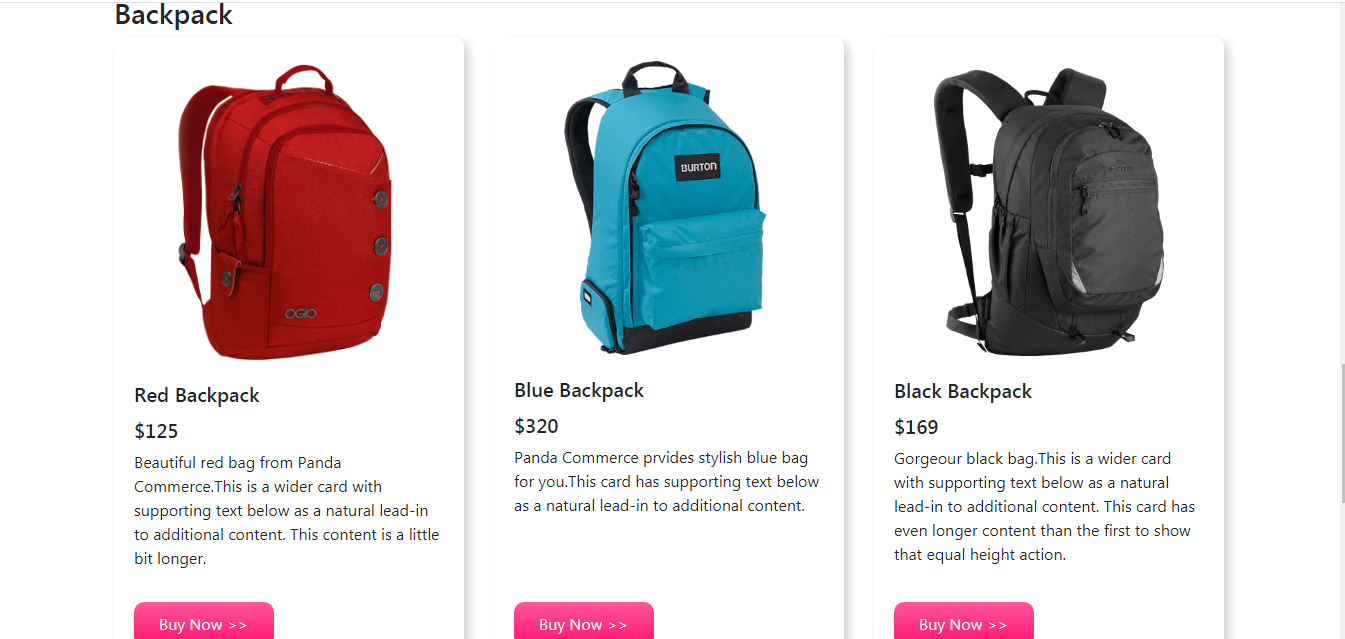 Backpack
OGIO
BURTON
Red Backpack
$125
Beautiful red bag from Panda
Commerce.This is a wider card with
supporting text below as a natural lead-in
to additional content. This content is a little
bit longer.
Buy Now >>
Blue Backpack
$320
Panda Commerce prvides stylish blue bag
for you.This card has supporting text below
as a natural lead-in to additional content.
Buy Now >>
Black Backpack
$169
Gorgeour black bag.This is a wider card
with supporting text below as a natural
lead-in to additional content. This card has
even longer content than the first to show
that equal height action.
Buy Now >>